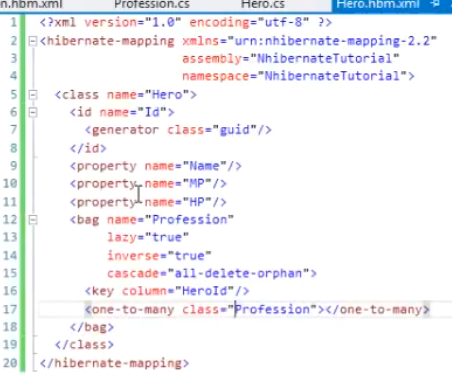 n.hbm.xml Profession.cs Hero.cs Hero.hbm.xml
1 <?xml version="1.0" encoding="utf-8" ?>
2 <hibernate-mapping xmlns="urn:nhibernate-mapping-2.2"
3 assembly="NhibernateTutorial"
4 namespace="NhibernateTutorial">
5 <class name="Hero">
6 <id name="Id">
7 <generator class="guid"/>
8 </id>
9 <property name="Name"/>
10 <property name="MP"/>
11 <property name="HP"/>
12 <bag name="Profession"
13 lazy="true"
14 inverse="true"
15 cascade="all-delete-orphan">
16 <key column="HeroId"/>
17 <one-to-many class="Profession"></one-to-many>
18 </bag>
19 </class>
20 </hibernate-mapping>